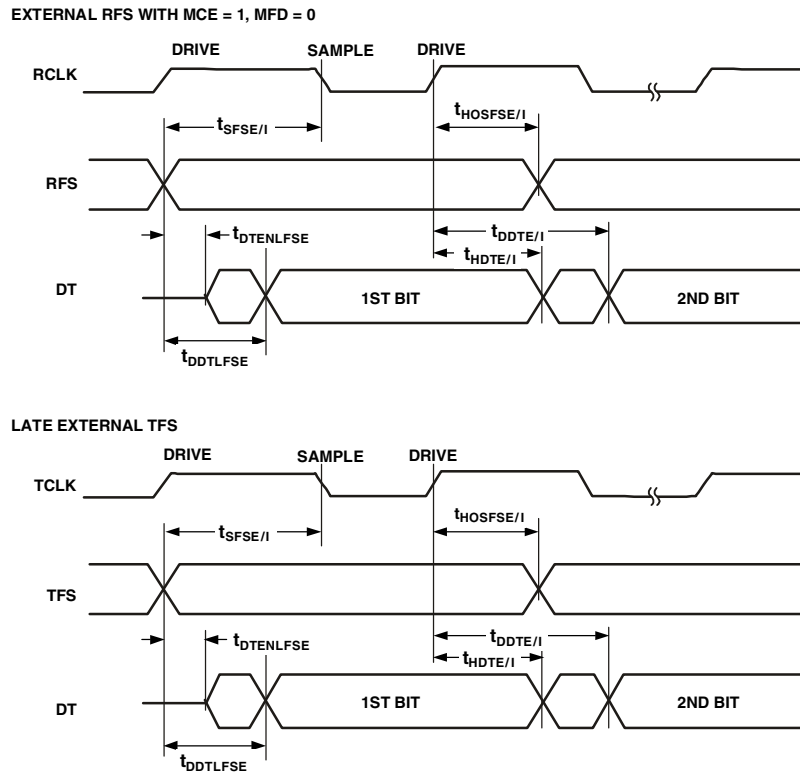 EXTERNAL RFS WITH MCE = 1, MFD = 0
DRIVE SAMPLE DRIVE
RCLK
tSFSE/I tHOSFSE/I
RFS
tDTENLFSE tDDTE/I
tHDTE/I
DT 1ST BIT 2ND BIT
tDDTLFSE
LATE EXTERNAL TFS
DRIVE SAMPLE DRIVE
TCLK
tSFSE/I tHOSFSE/I
TFS
tDTENLFSE tDDTE/I
tHDTE/I
DT 1ST BIT 2ND BIT
tDDTLFSE